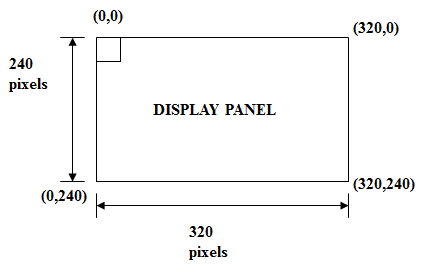 (0,0)
(320,0)
240
pixels
DISPLAY PANEL
(0,240)
(320,240)
320
pixels